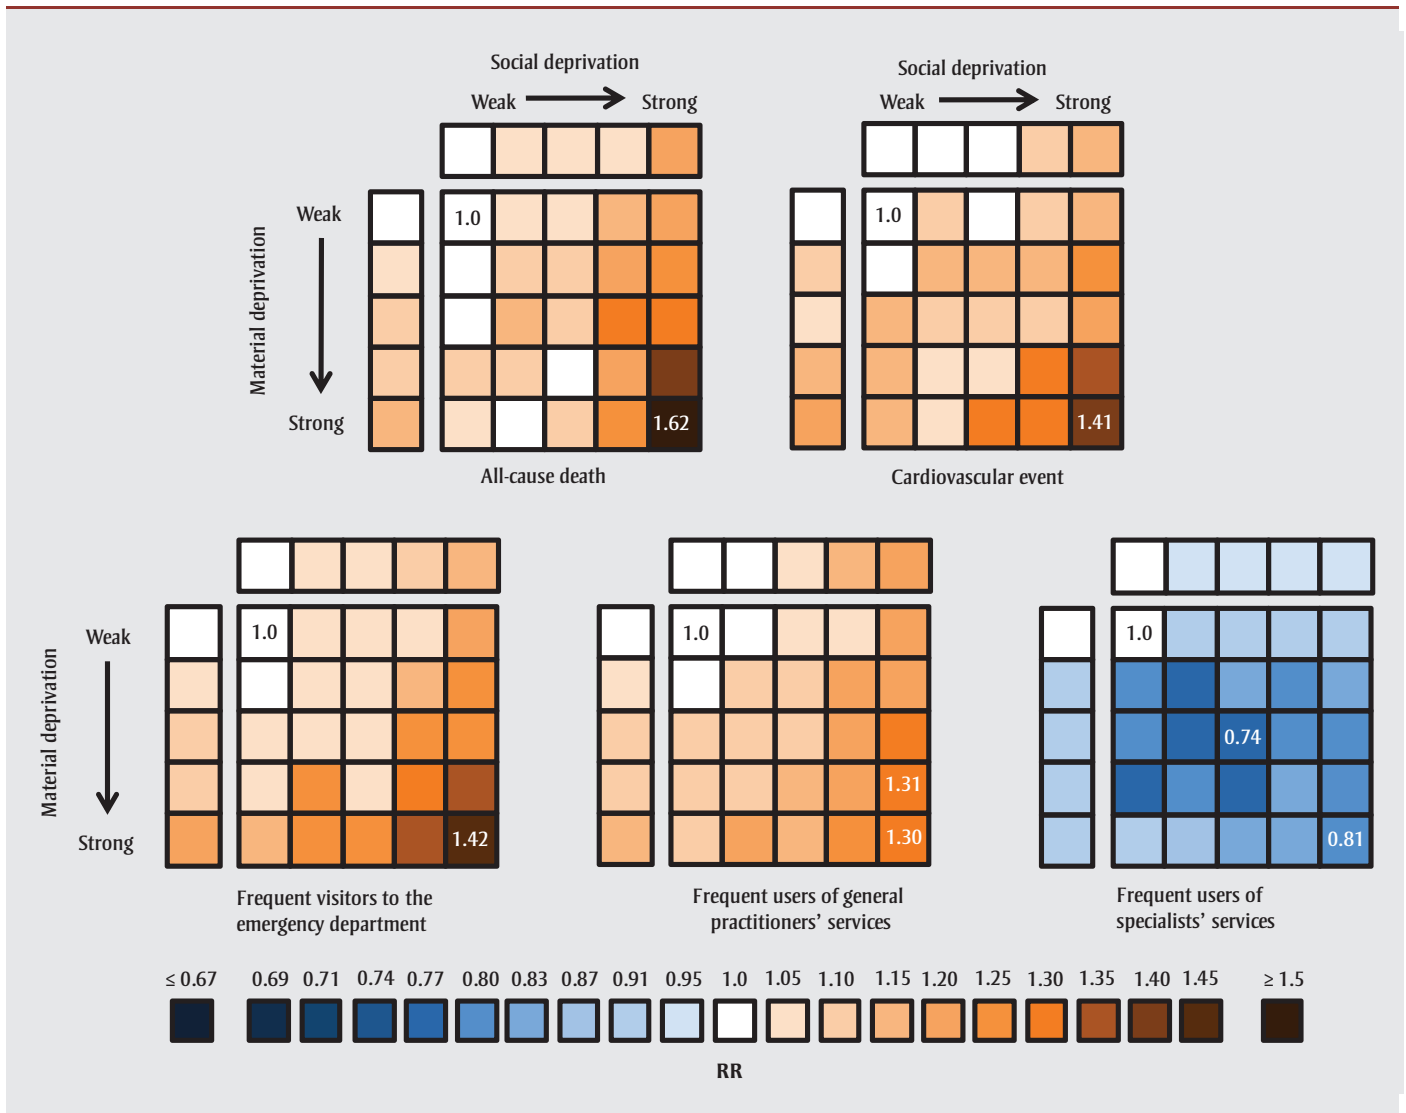 Social deprivation
Weak Strong
Social deprivation
Weak Strong
Material deprivation
Weak
Strong
1.0
1.62
All-cause death
1.0
1.41
Cardiovascular event
Material deprivation
Weak
Strong
1.0
1.42
Frequent visitors to the
emergency department
1.0
1.31
1.30
Frequent users of general
practitioners’ services
1.0
0.74
0.81
Frequent users of
specialists’ services
≤ 0.67 0.69 0.71 0.74 0.77 0.80 0.83 0.87 0.91 0.95 1.0 1.05 1.10 1.15 1.20 1.25 1.30 1.35 1.40 1.45 ≥ 1.5
RR